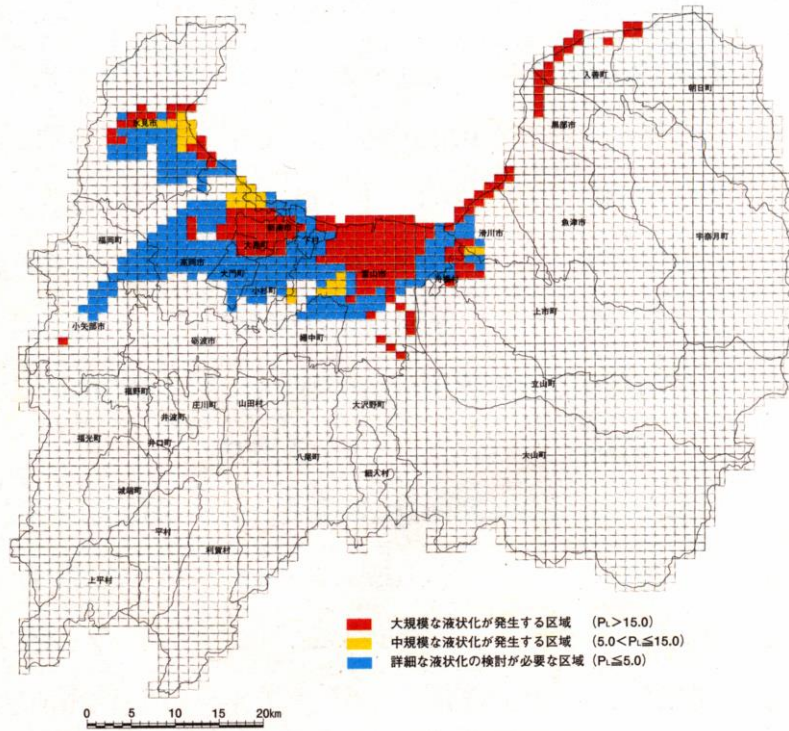 入善町
朝日町
黒部市
氷見市
魚津市
宇奈月町
滑川市
福岡町
新湊市
下村
大島町
高岡市
大門町
富山市
舟橋村
小杉町
上市町
小矢部市
婦中町
砺波市
立山町
福野町
庄川町
山田村
大沢野町
井波町
福光町
井口村
八尾町
大山町
細入村
城端町
平村
利賀村
上平村
大規模な液状化が発生する区域 (PL>15.0)
中規模な液状化が発生する区域 (5.0<PL≦15.0)
詳細な液状化の検討が必要な区域 (PL≦5.0)
0 5 10 15 20km